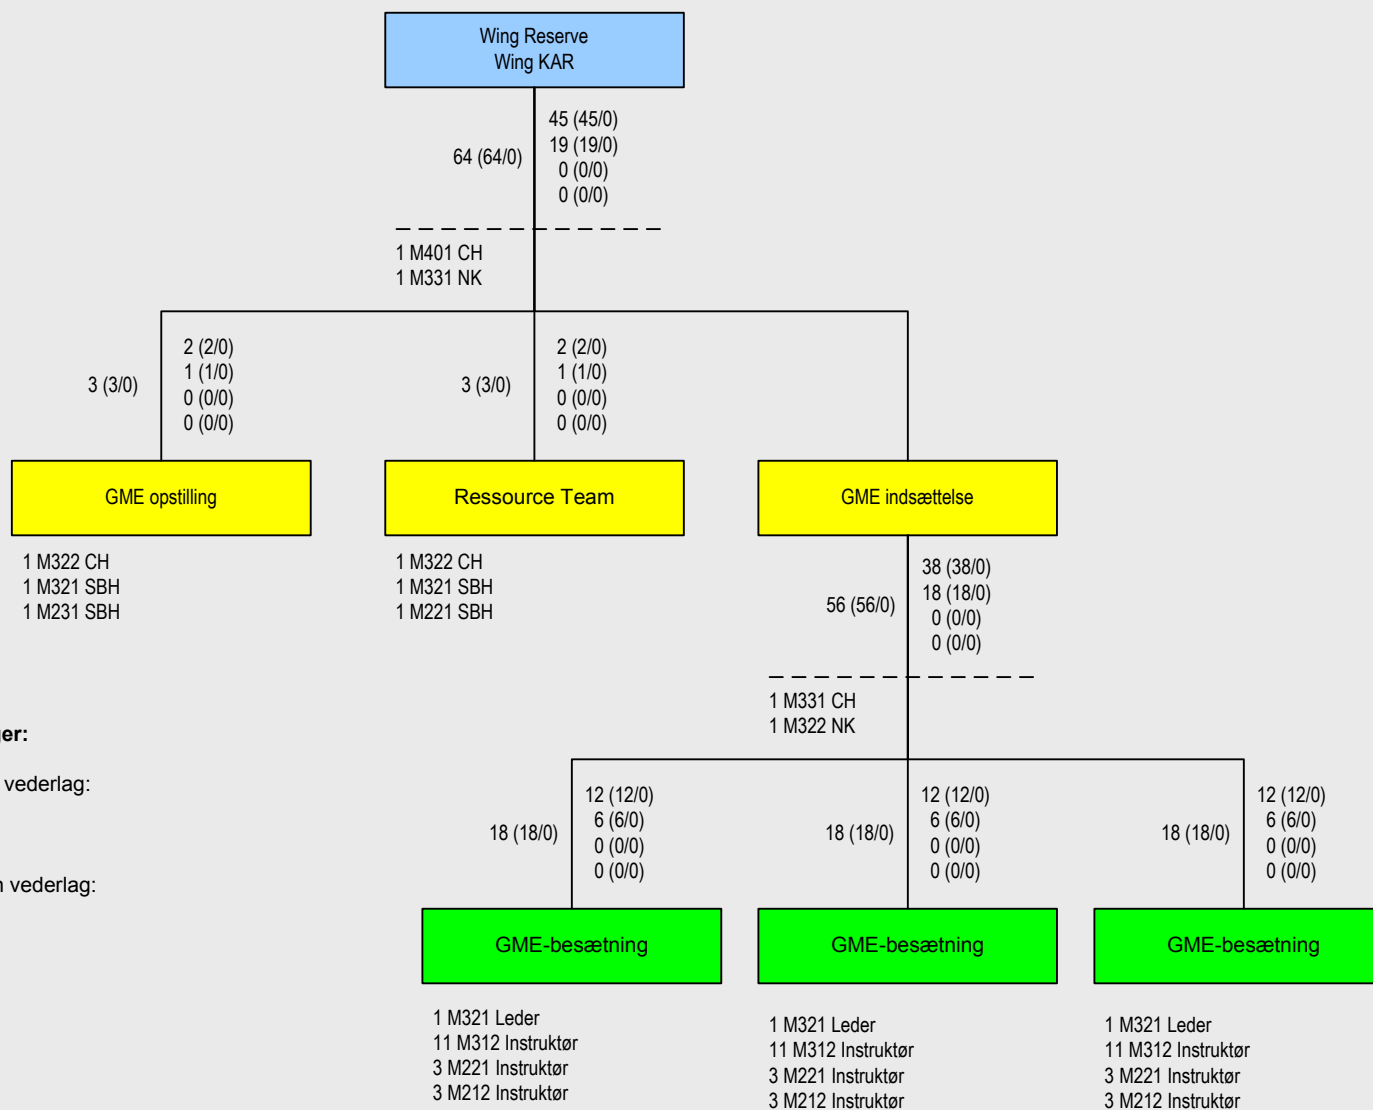 Wing Reserve
Wing KAR
64 (64/0)
45 (45/0)
19 (19/0)
0 (0/0)
0 (0/0)
1 M401 CH
1 M331 NK
3 (3/0)
2 (2/0)
1 (1/0)
0 (0/0)
0 (0/0)
3 (3/0)
2 (2/0)
1 (1/0)
0 (0/0)
0 (0/0)
GME opstilling
Ressource Team
GME indsættelse
1 M322 CH
1 M321 SBH
1 M231 SBH
1 M322 CH
1 M321 SBH
1 M221 SBH
56 (56/0)
38 (38/0)
18 (18/0)
0 (0/0)
0 (0/0)
1 M331 CH
1 M322 NK
ger:
vederlag:
n vederlag:
18 (18/0)
12 (12/0)
6 (6/0)
0 (0/0)
0 (0/0)
18 (18/0)
12 (12/0)
6 (6/0)
0 (0/0)
0 (0/0)
18 (18/0)
12 (12/0)
6 (6/0)
0 (0/0)
0 (0/0)
GME-besætning
GME-besætning
GME-besætning
1 M321 Leder
11 M312 Instruktør
3 M221 Instruktør
3 M212 Instruktør
1 M321 Leder
11 M312 Instruktør
3 M221 Instruktør
3 M212 Instruktør
1 M321 Leder
11 M312 Instruktør
3 M221 Instruktør
3 M212 Instruktør